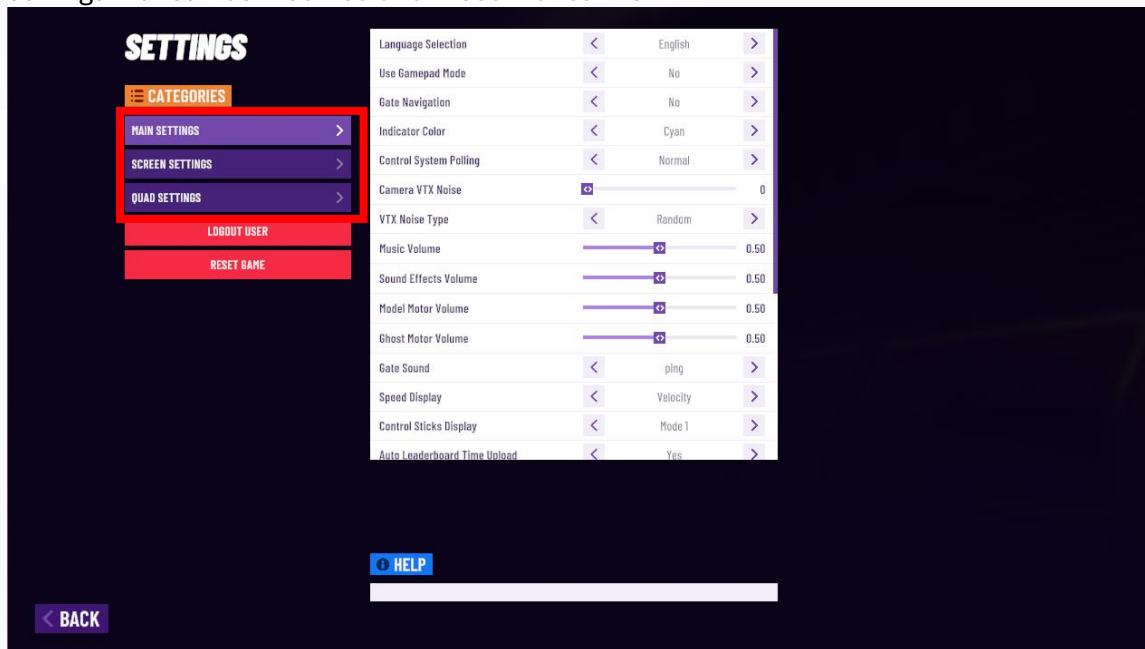 SETTINGS
CATEGORIES
MAIN SETTINGS
SCREEN SETTINGS
QUAD SETTINGS
LOGOUT USER
RESET GAME
Language Selection English
Use Gamepad Mode No
Gate Navigation No
Indicator Color Cyan
Control System Polling Normal
Camera VTX Noise 0
VTX Noise Type Random
Music Volume 0.50
Sound Effects Volume 0.50
Model Motor Volume 0.50
Ghost Motor Volume 0.50
Gate Sound ping
Speed Display Velocity
Control Sticks Display Mode 1
Auto Leaderboard Time Upload Yes
HELP
BACK